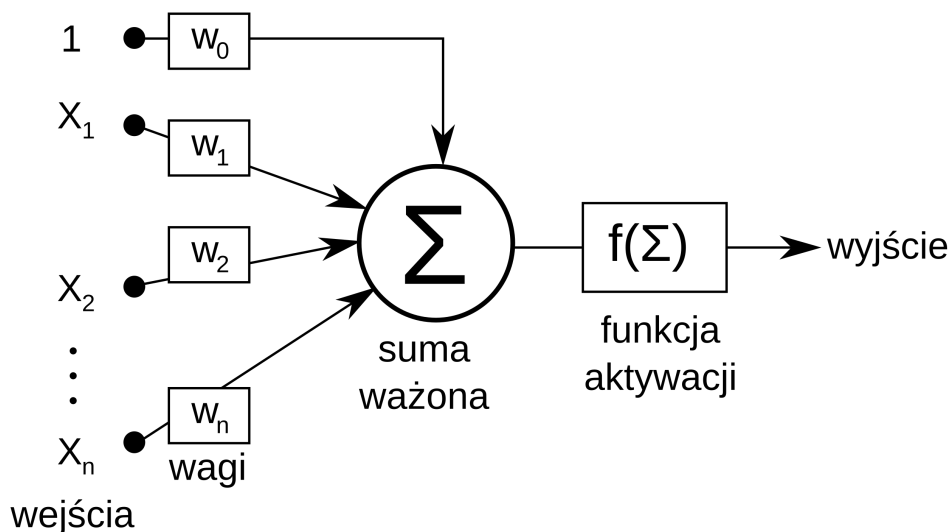 1
w₀
X₁
w₁
X₂
w₂
Xₙ
wₙ
wagi
wejścia
Σ
suma
ważona
f(Σ)
funkcja
aktywacji
wyjście